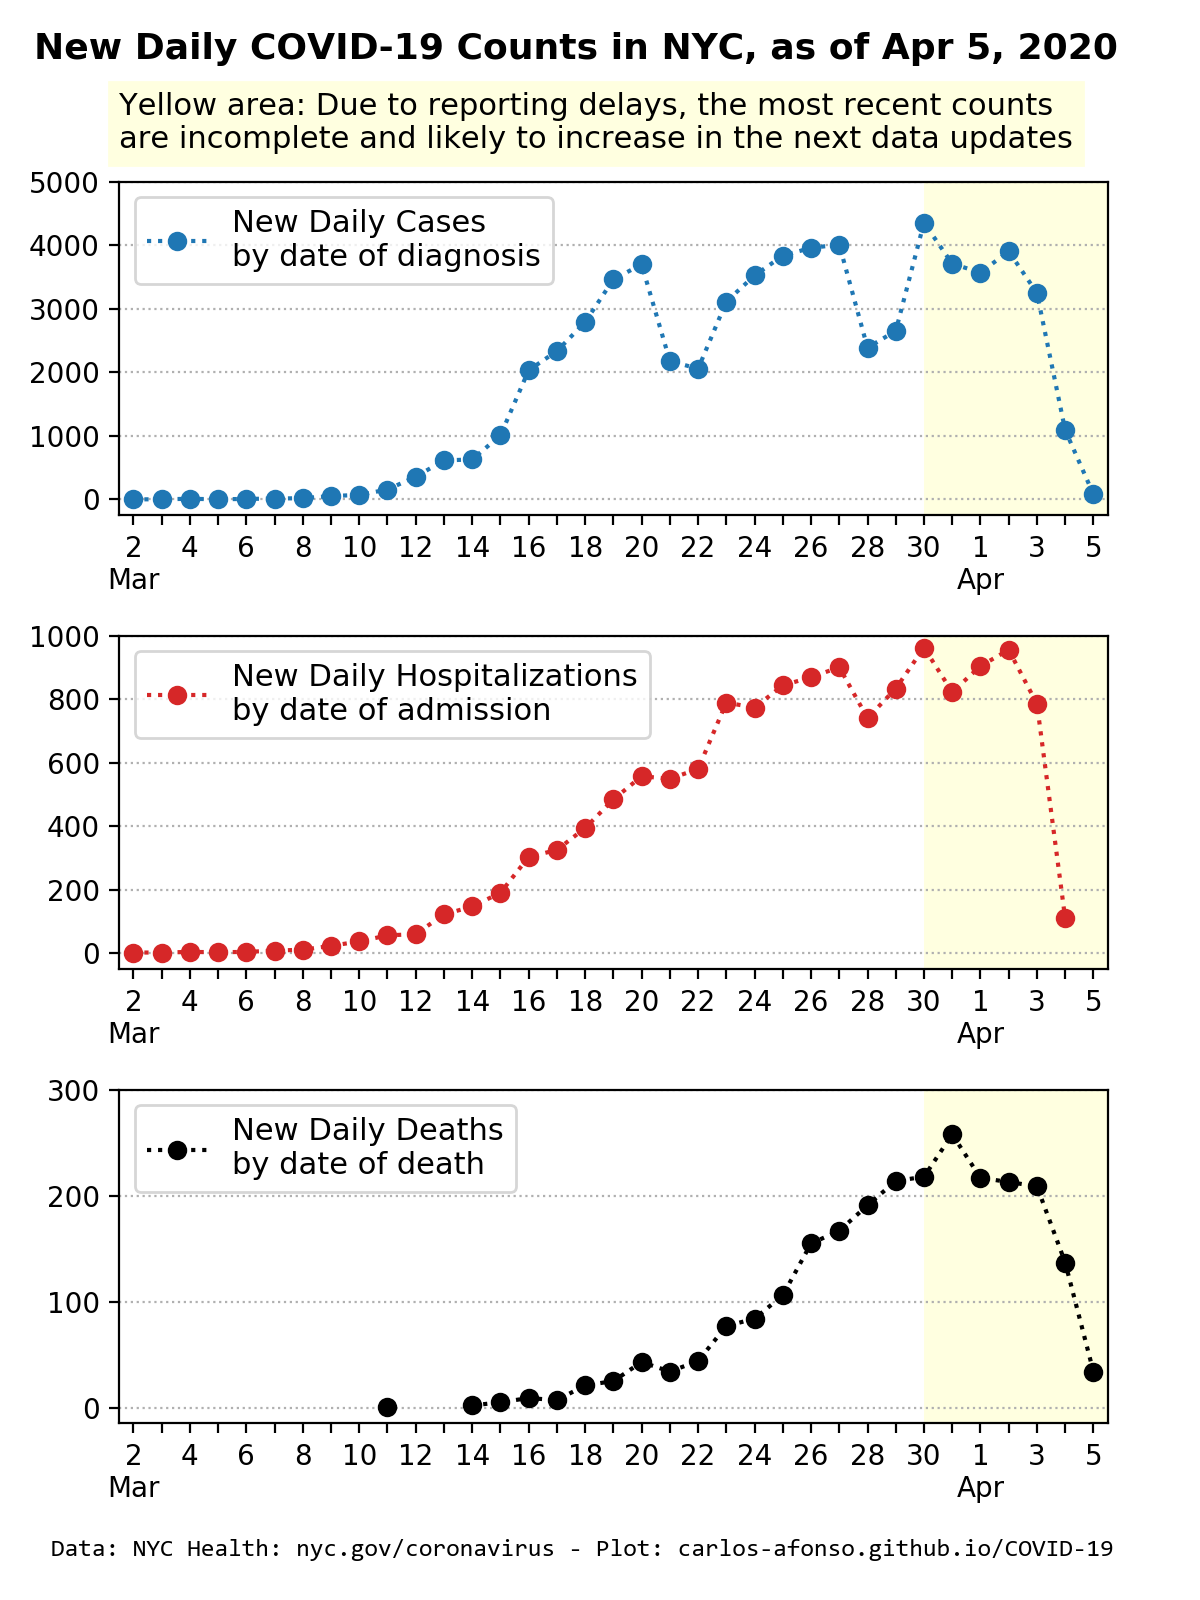 New Daily COVID-19 Counts in NYC, as of Apr 5, 2020
Yellow area: Due to reporting delays, the most recent counts
are incomplete and likely to increase in the next data updates
5000
4000
3000
2000
1000
0
New Daily Cases
by date of diagnosis
2 4 6 8 10 12 14 16 18 20 22 24 26 28 30 1 3 5
Mar Apr
1000
800
600
400
200
0
New Daily Hospitalizations
by date of admission
2 4 6 8 10 12 14 16 18 20 22 24 26 28 30 1 3 5
Mar Apr
300
200
100
0
New Daily Deaths
by date of death
2 4 6 8 10 12 14 16 18 20 22 24 26 28 30 1 3 5
Mar Apr
Data: NYC Health: nyc.gov/coronavirus - Plot: carlos-afonso.github.io/COVID-19